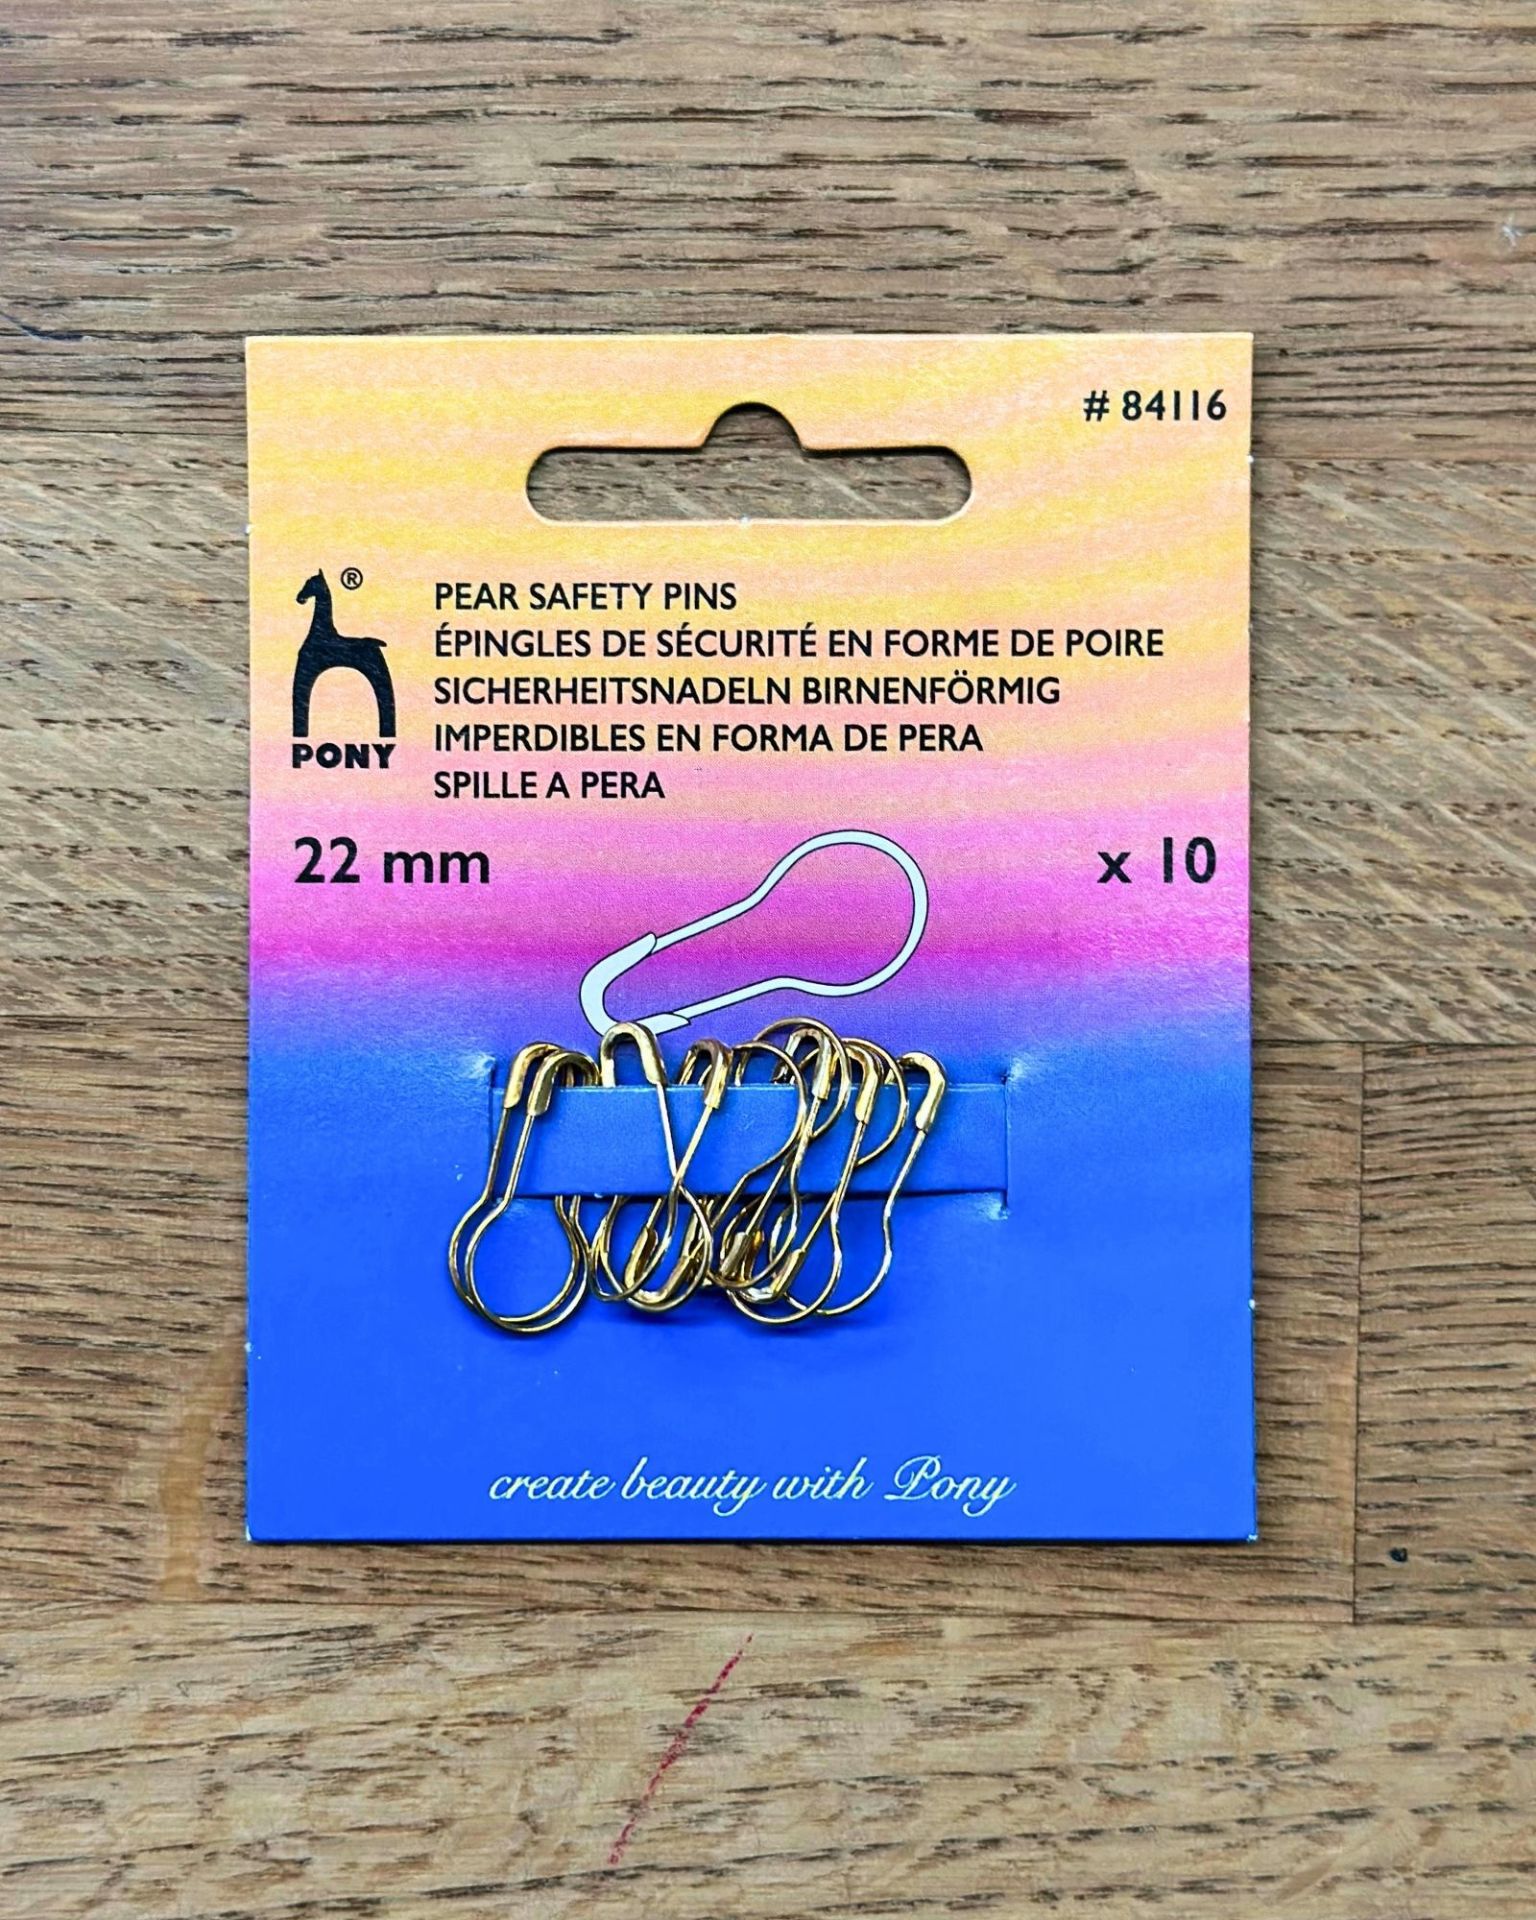 # 84116
®
PEAR SAFETY PINS
ÉPINGLES DE SÉCURITÉ EN FORME DE POIRE
SICHERHEITSNADELN BIRNENFÖRMIG
IMPERDIBLES EN FORMA DE PERA
SPILLE A PERA
PONY
22 mm
x 10
create beauty with Pony